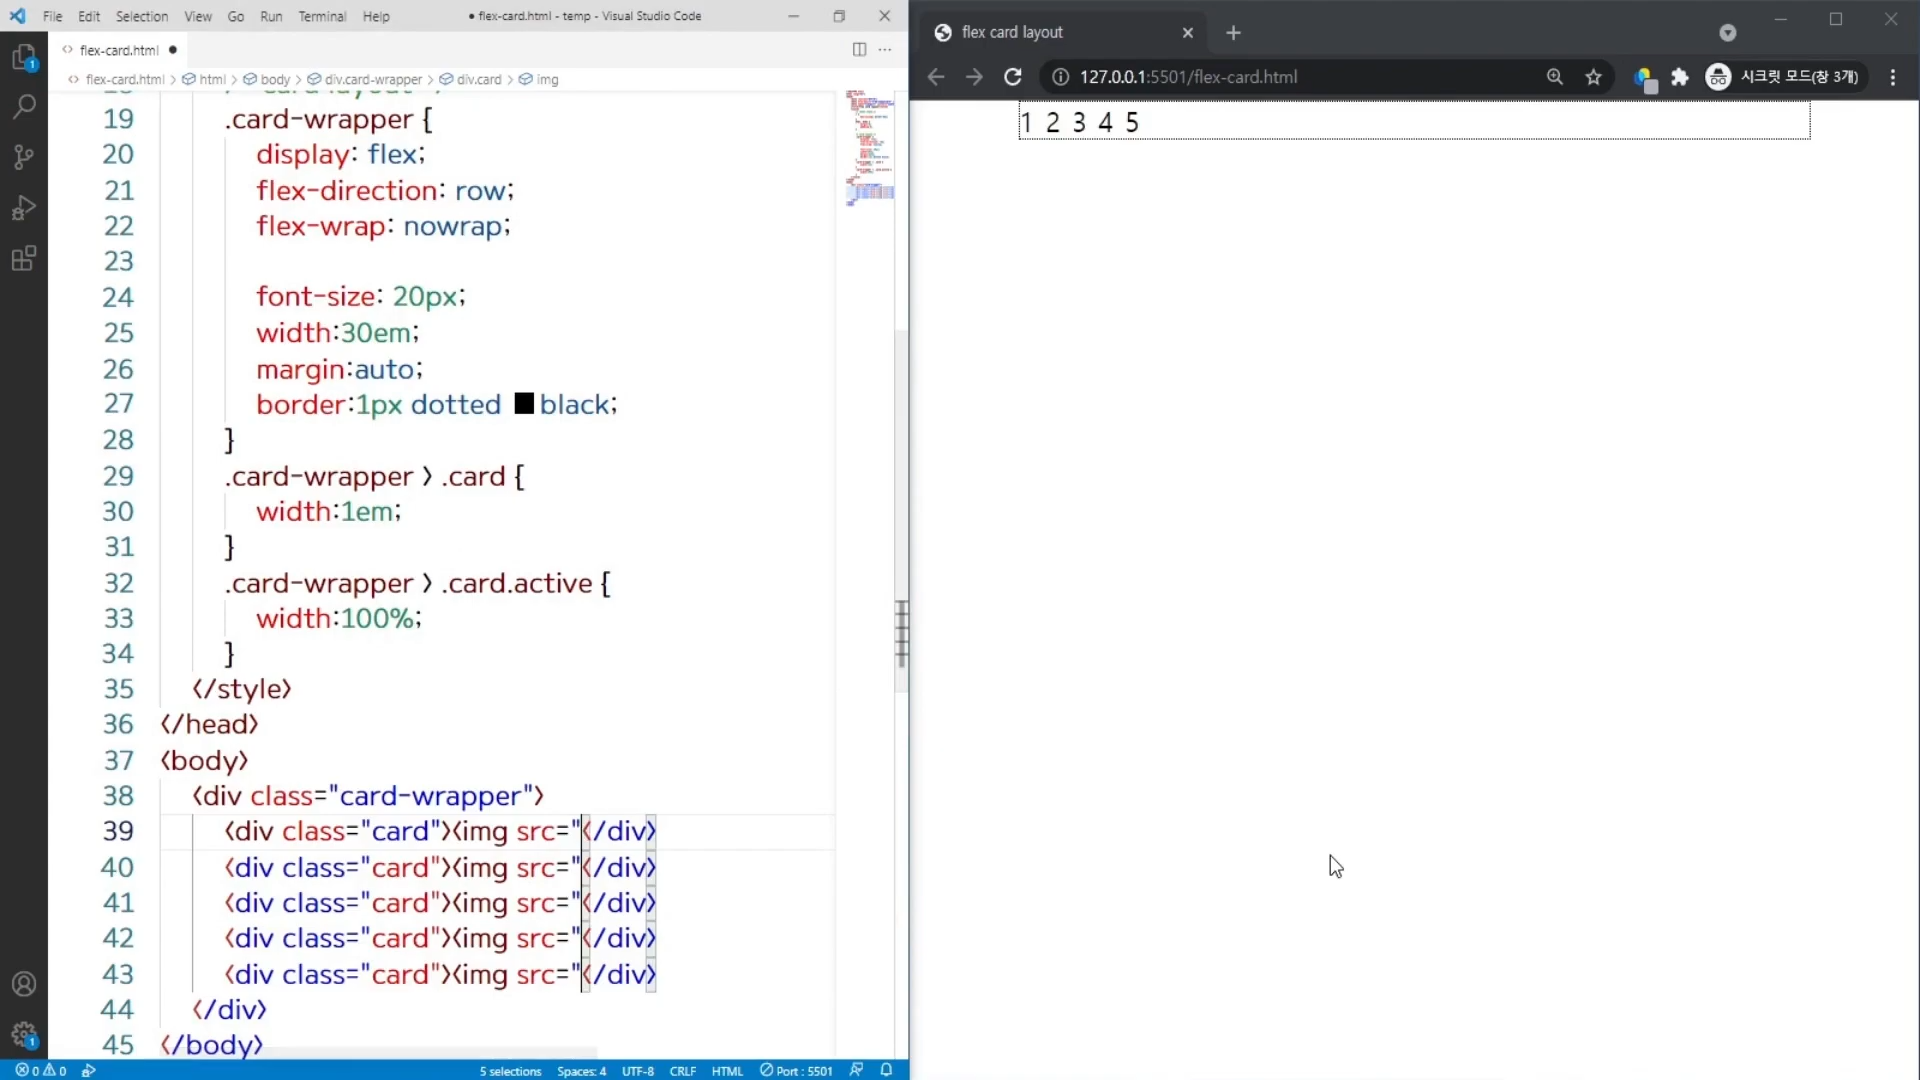 File Edit Selection View Go Run Terminal Help
● flex-card.html - temp - Visual Studio Code
flex-card.html ●
flex-card.html > html > body > div.card-wrapper > div.card > img
19 .card-wrapper {
20 display: flex;
21 flex-direction: row;
22 flex-wrap: nowrap;
23
24 font-size: 20px;
25 width:30em;
26 margin:auto;
27 border:1px dotted black;
28 }
29 .card-wrapper > .card {
30 width:1em;
31 }
32 .card-wrapper > .card.active {
33 width:100%;
34 }
35 </style>
36 </head>
37 <body>
38 <div class="card-wrapper">
39 <div class="card"><img src="</div>
40 <div class="card"><img src="</div>
41 <div class="card"><img src="</div>
42 <div class="card"><img src="</div>
43 <div class="card"><img src="</div>
44 </div>
45 </body>
1
1
0 0
5 selections Spaces: 4 UTF-8 CRLF HTML Port : 5501
flex card layout
127.0.0.1:5501/flex-card.html
시크릿 모드(창 3개)
1 2 3 4 5